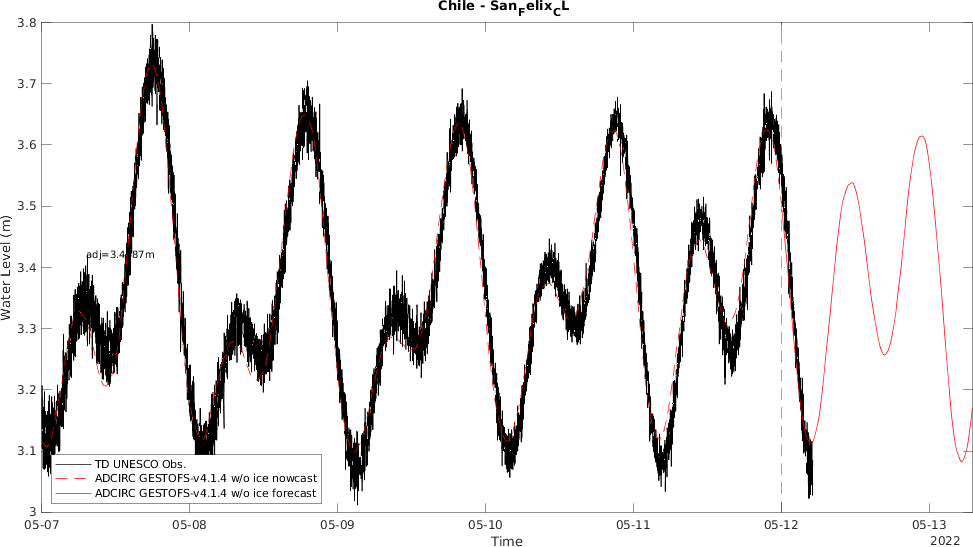 Chile - SanFelixCL
3.8
3.7
3.6
3.5
3.4
3.3
3.2
3.1
3
Water Level (m)
TD UNESCO Obs.
ADCIRC GESTOFS-v4.1.4 w/o ice nowcast
ADCIRC GESTOFS-v4.1.4 w/o ice forecast
05-07 05-08 05-09 05-10 05-11 05-12 05-13
Time
2022